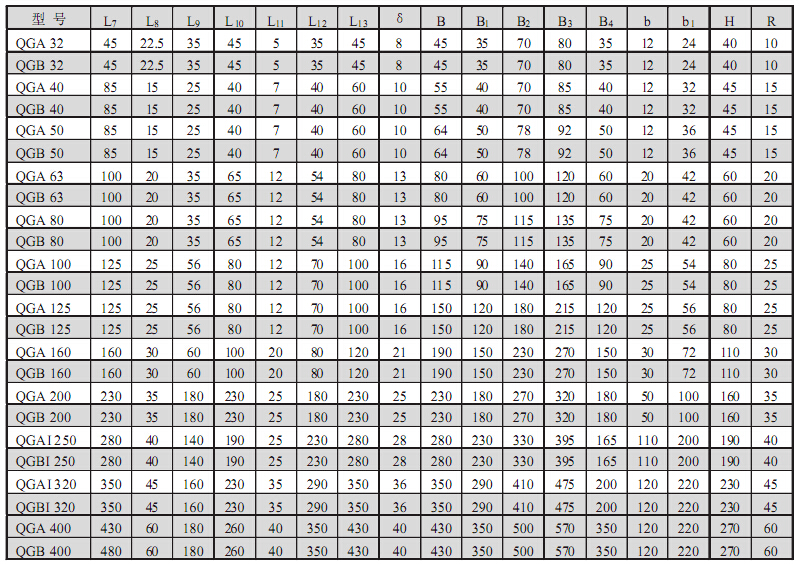 型 号 L7 L8 L9 L10 L11 L12 L13 δ B B1 B2 B3 B4 b b1 H R
QGA 32 45 22.5 35 45 5 35 45 8 45 35 70 80 35 12 24 40 10
QGB 32 45 22.5 35 45 5 35 45 8 45 35 70 80 35 12 24 40 10
QGA 40 85 15 25 40 7 40 60 10 55 40 70 85 40 12 32 45 15
QGB 40 85 15 25 40 7 40 60 10 55 40 70 85 40 12 32 45 15
QGA 50 85 15 25 40 7 40 60 10 64 50 78 92 50 12 36 45 15
QGB 50 85 15 25 40 7 40 60 10 64 50 78 92 50 12 36 45 15
QGA 63 100 20 35 65 12 54 80 13 80 60 100 120 60 20 42 60 20
QGB 63 100 20 35 65 12 54 80 13 80 60 100 120 60 20 42 60 20
QGA 80 100 20 35 65 12 54 80 13 95 75 115 135 75 20 42 60 20
QGB 80 100 20 35 65 12 54 80 13 95 75 115 135 75 20 42 60 20
QGA 100 125 25 56 80 12 70 100 16 115 90 140 165 90 25 54 80 25
QGB 100 125 25 56 80 12 70 100 16 115 90 140 165 90 25 54 80 25
QGA 125 125 25 56 80 12 70 100 16 150 120 180 215 120 25 56 80 25
QGB 125 125 25 56 80 12 70 100 16 150 120 180 215 120 25 56 80 25
QGA 160 160 30 60 100 20 80 120 21 190 150 230 270 150 30 72 110 30
QGB 160 160 30 60 100 20 80 120 21 190 150 230 270 150 30 72 110 30
QGA 200 230 35 180 230 25 180 230 25 230 180 270 320 180 50 100 160 35
QGB 200 230 35 180 230 25 180 230 25 230 180 270 320 180 50 100 160 35
QGAI250 280 40 140 190 25 230 280 28 280 230 330 395 165 110 200 190 40
QGBI 250 280 40 140 190 25 230 280 28 280 230 330 395 165 110 200 190 40
QGAI320 350 45 160 230 35 290 350 36 350 290 410 475 200 120 220 230 45
QGBI 320 350 45 160 230 35 290 350 36 350 290 410 475 200 120 220 230 45
QGA 400 430 60 180 260 40 350 430 40 430 350 500 570 350 120 220 270 60
QGB 400 480 60 180 260 40 350 430 40 430 350 500 570 350 120 220 270 60